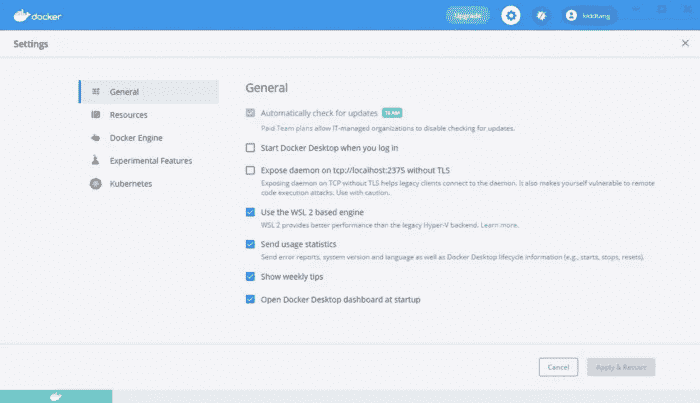 docker
Upgrade
Settings
General
Resources
Docker Engine
Experimental Features
Kubernetes
General
Automatically check for updates TEAM
Paid Team plans allow IT-managed organizations to disable checking for updates.
Start Docker Desktop when you log in
Expose daemon on tcp://localhost:2375 without TLS
Exposing daemon on TCP without TLS helps legacy clients connect to the daemon. It also makes yourself vulnerable to remote
code execution attacks. Use with caution.
Use the WSL 2 based engine
WSL 2 provides better performance than the legacy Hyper-V backend. Learn more.
Send usage statistics
Send error reports, system version and language as well as Docker Desktop lifecycle information (e.g., starts, stops, resets).
Show weekly tips
Open Docker Desktop dashboard at startup
Cancel
Apply & Restart